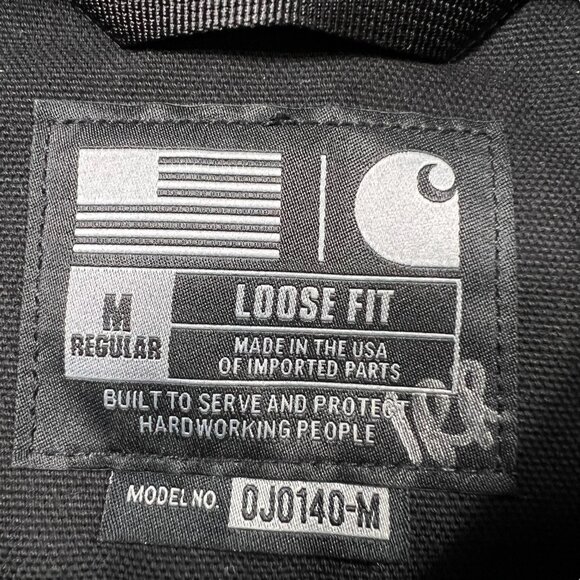 M
REGULAR
LOOSE FIT
MADE IN THE USA
OF IMPORTED PARTS
BUILT TO SERVE AND PROTECT
HARDWORKING PEOPLE
MODEL NO. 0J0140-M